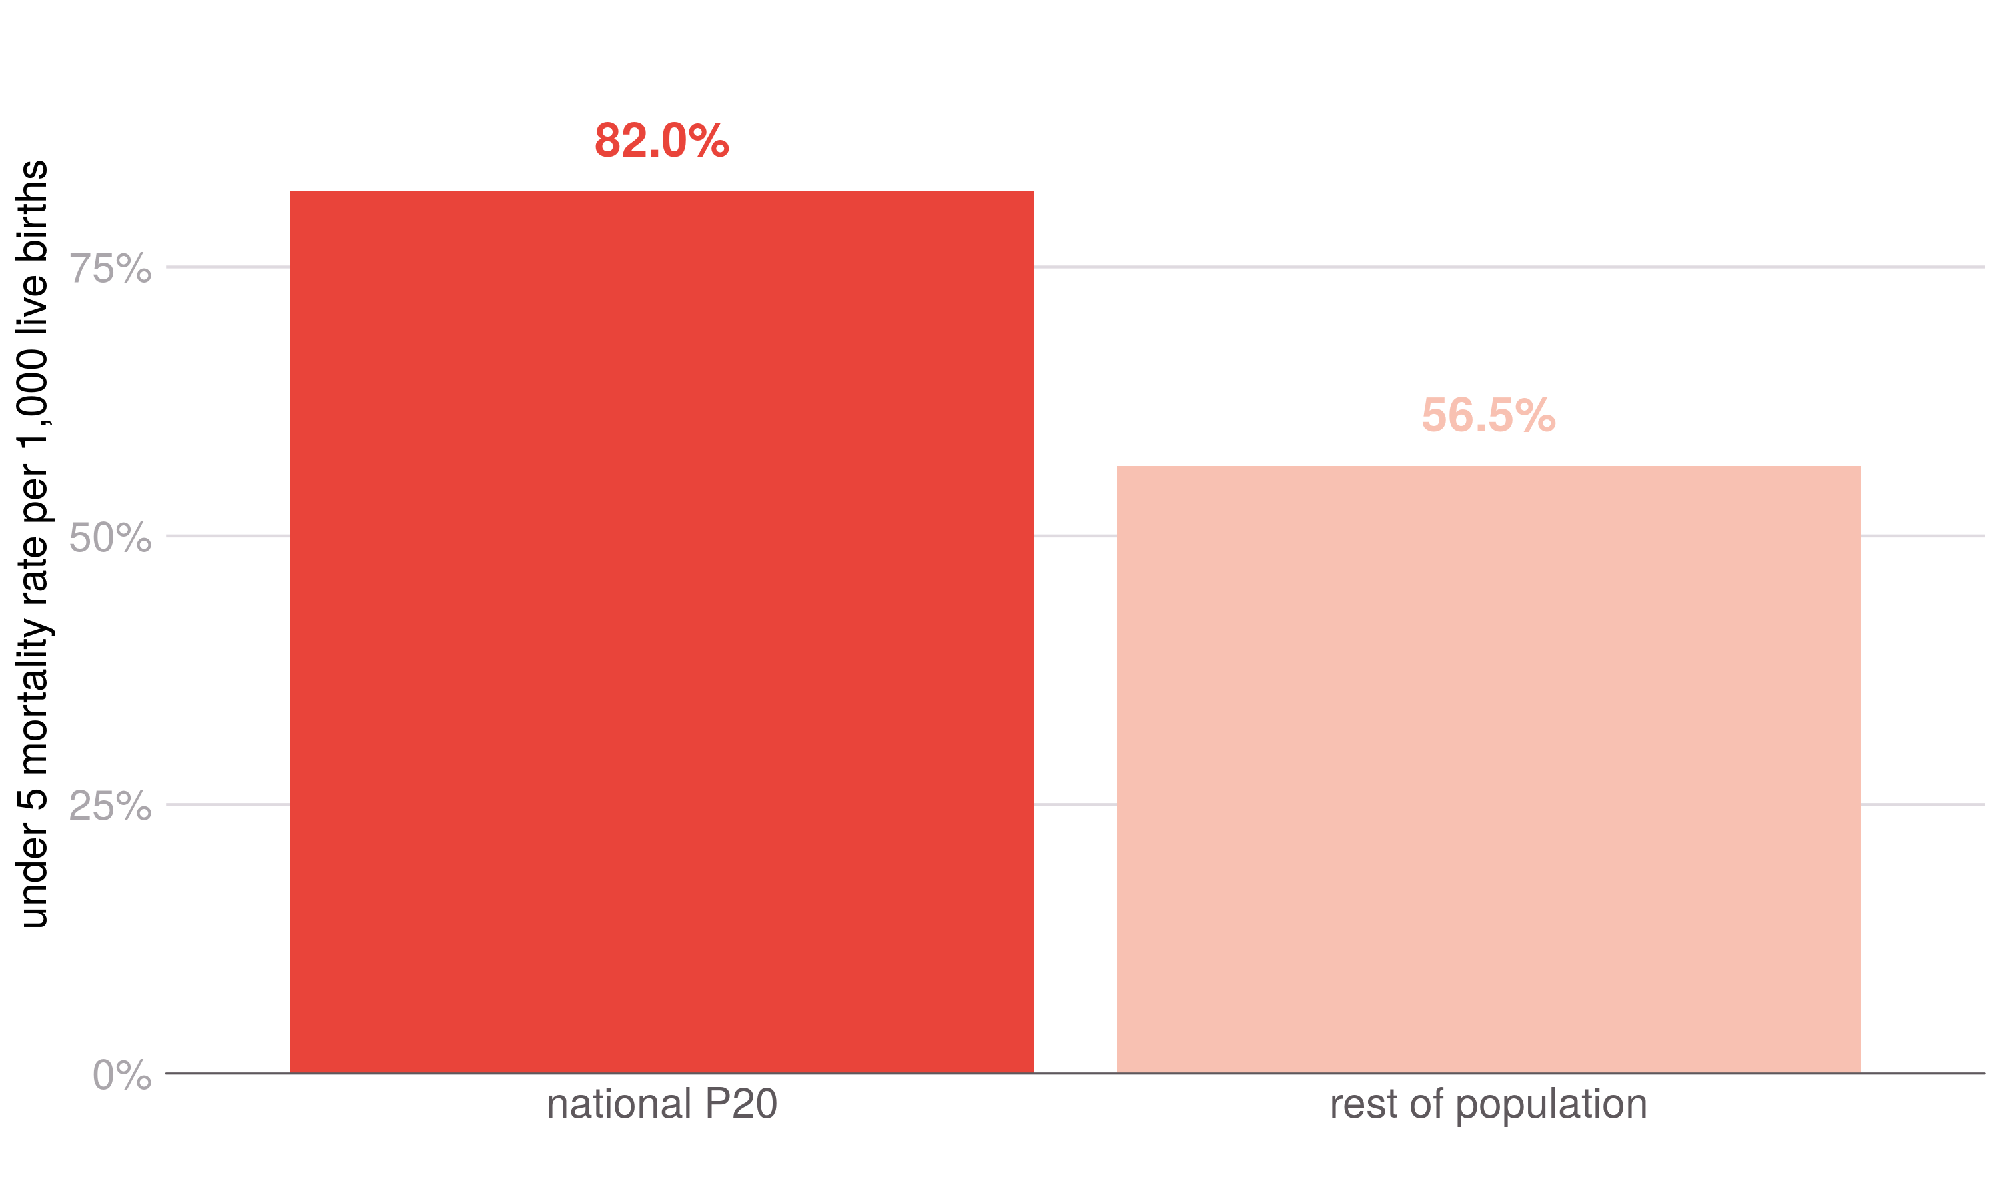 under 5 mortality rate per 1,000 live births
82.0%
75%
56.5%
50%
25%
0%
national P20
rest of population